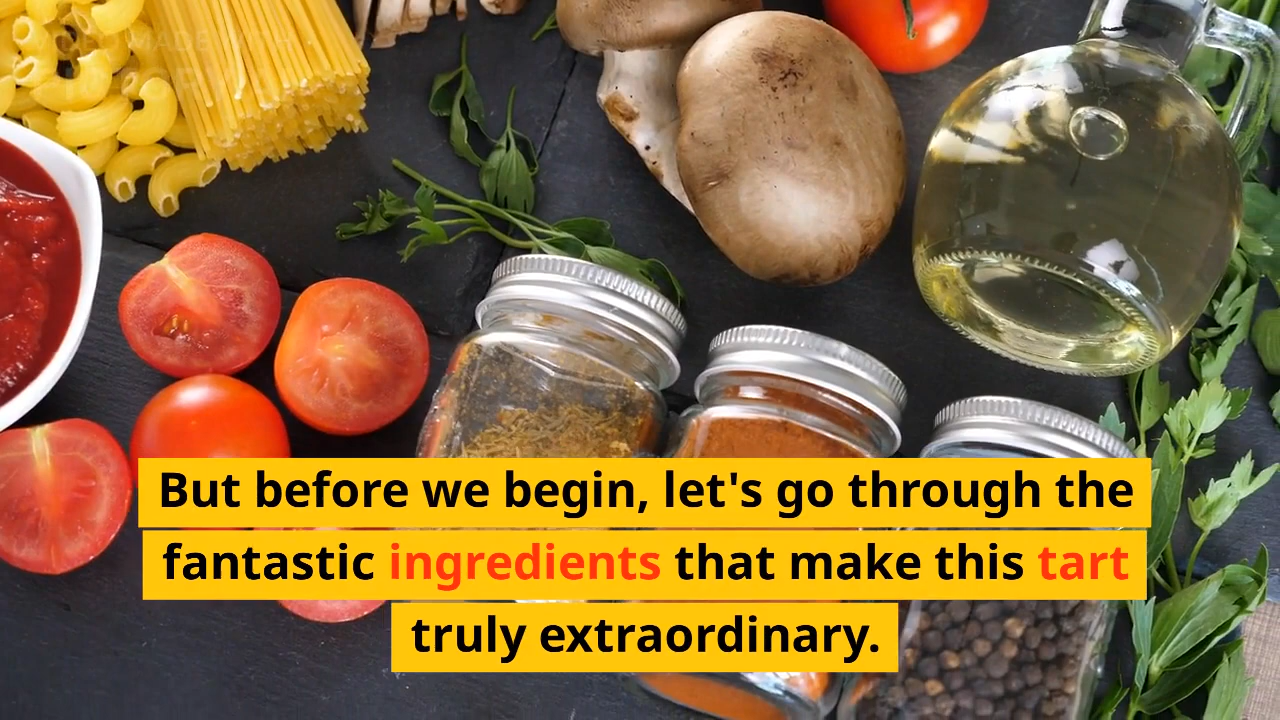 But before we begin, let's go through the
fantastic ingredients that make this tart
truly extraordinary.